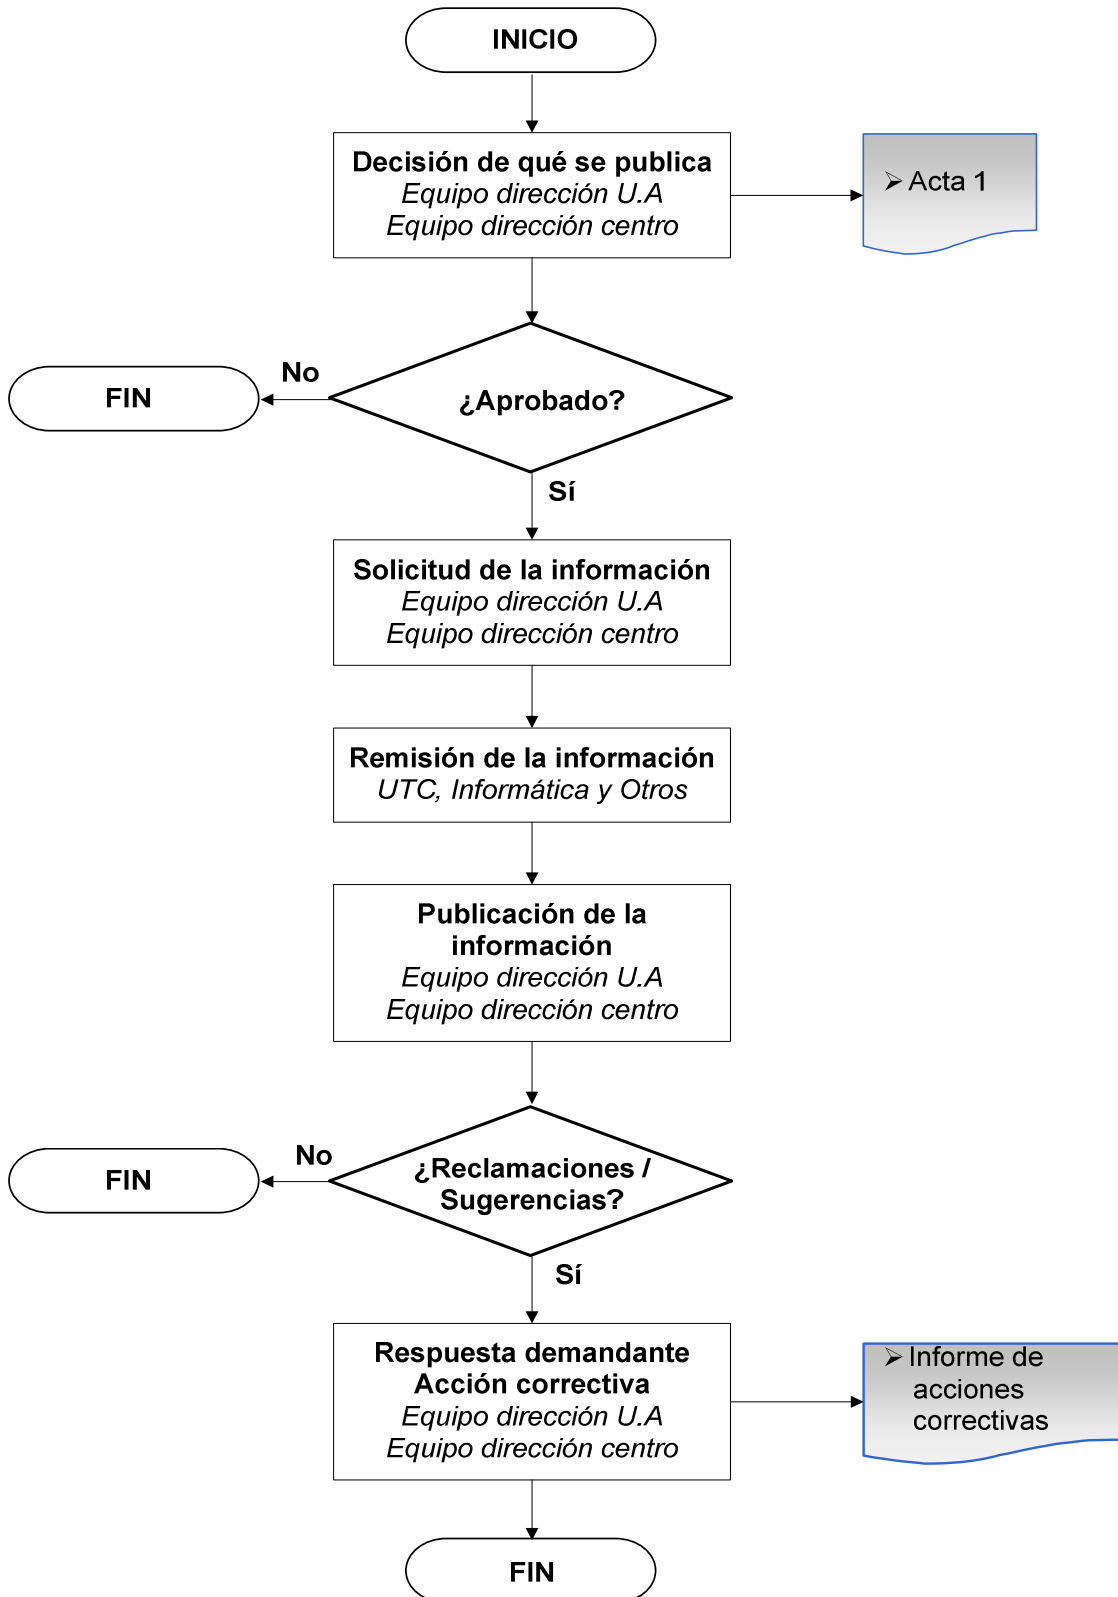 INICIO
Decisión de qué se publica
Equipo dirección U.A
Equipo dirección centro
➢ Acta 1
¿Aprobado?
No
FIN
Sí
Solicitud de la información
Equipo dirección U.A
Equipo dirección centro
Remisión de la información
UTC, Informática y Otros
Publicación de la
información
Equipo dirección U.A
Equipo dirección centro
¿Reclamaciones /
Sugerencias?
No
FIN
Sí
Respuesta demandante
Acción correctiva
Equipo dirección U.A
Equipo dirección centro
➢ Informe de
acciones
correctivas
FIN